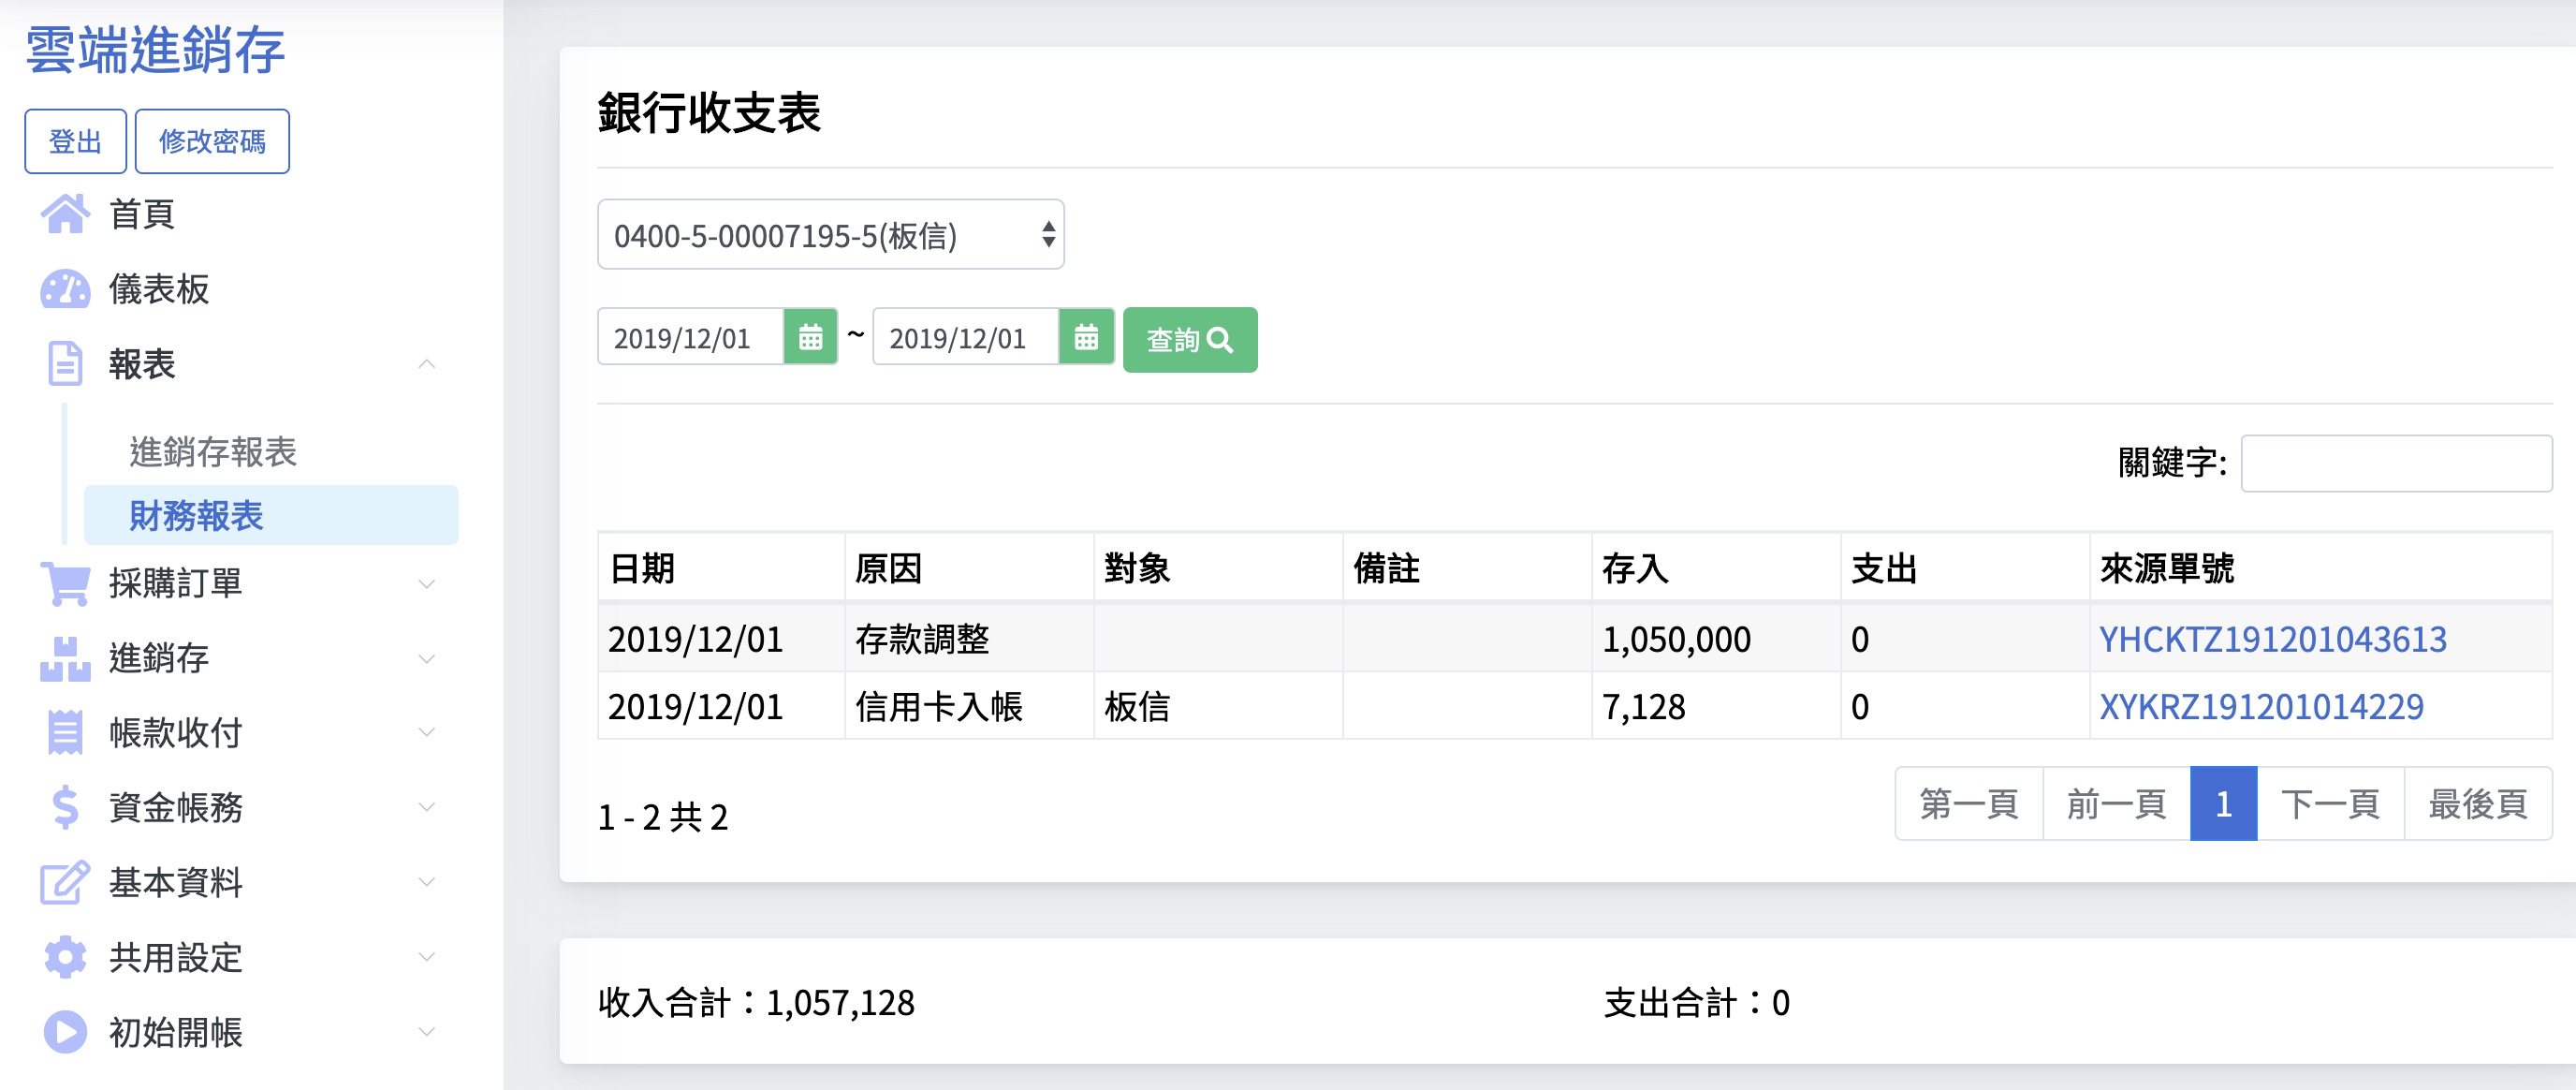 雲端進銷存
登出 修改密碼
首頁
儀表板
報表
進銷存報表
財務報表
採購訂單
進銷存
帳款收付
資金帳務
基本資料
共用設定
初始開帳
銀行收支表
0400-5-00007195-5(板信)
2019/12/01 ~ 2019/12/01 查詢
關鍵字:
日期 原因 對象 備註 存入 支出 來源單號
2019/12/01 存款調整 1,050,000 0 YHCKTZ191201043613
2019/12/01 信用卡入帳 板信 7,128 0 XYKRZ191201014229
1 - 2 共 2
第一頁 前一頁 1 下一頁 最後頁
收入合計：1,057,128 支出合計：0